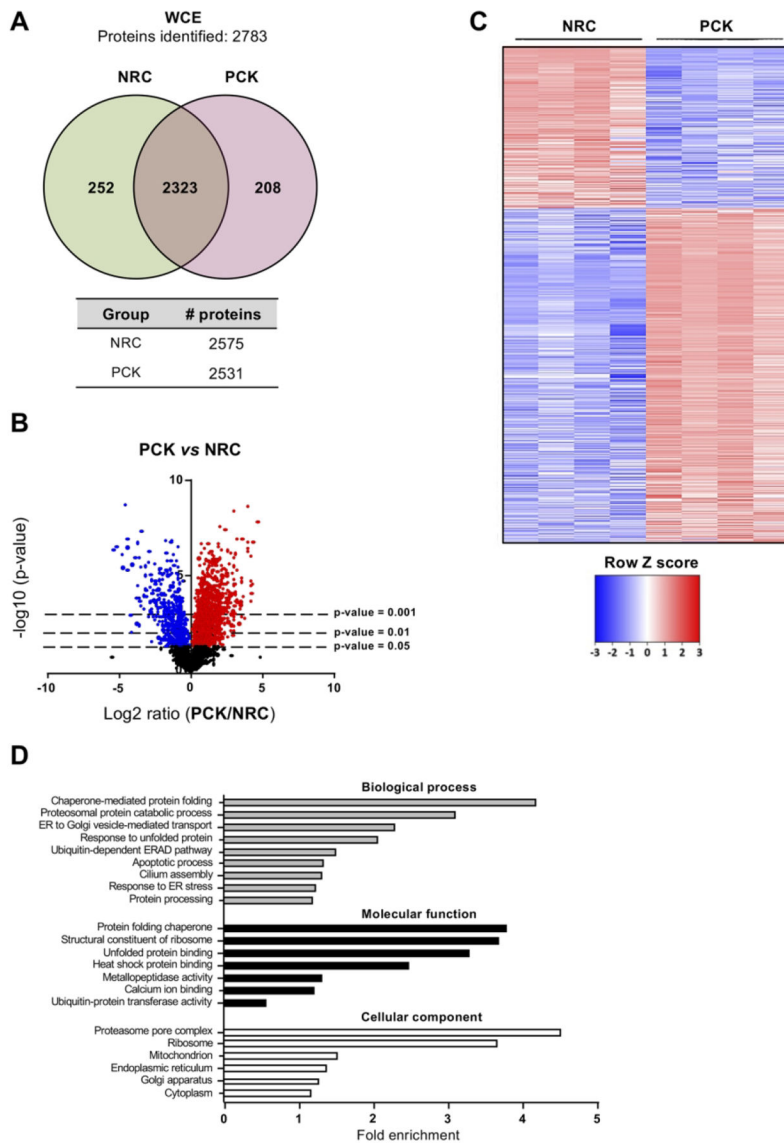 A
WCE
Proteins identified: 2783
NRC PCK
252 2323 208
Group # proteins
NRC 2575
PCK 2531
B
PCK vs NRC
10
5
-log10 (p-value)
p-value = 0.001
p-value = 0.01
p-value = 0.05
-10 -5 0 5 10
Log2 ratio (PCK/NRC)
C
NRC PCK
Row Z score
-3 -2 -1 0 1 2 3
D
Biological process
Chaperone-mediated protein folding
Proteosomal protein catabolic process
ER to Golgi vesicle-mediated transport
Response to unfolded protein
Ubiquitin-dependent ERAD pathway
Apoptotic process
Cilium assembly
Response to ER stress
Protein processing
Molecular function
Protein folding chaperone
Structural constituent of ribosome
Unfolded protein binding
Heat shock protein binding
Metallopeptidase activity
Calcium ion binding
Ubiquitin-protein transferase activity
Cellular component
Proteasome pore complex
Ribosome
Mitochondrion
Endoplasmic reticulum
Golgi apparatus
Cytoplasm
0 1 2 3 4 5
Fold enrichment